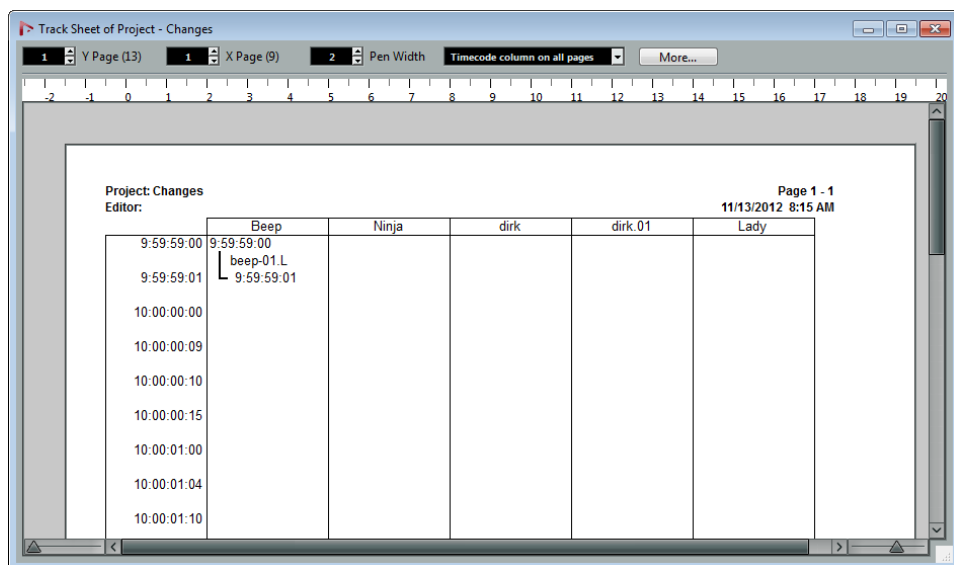 Track Sheet of Project - Changes
1 Y Page (13) 1 X Page (9) 2 Pen Width Timecode column on all pages More...
-2 -1 0 1 2 3 4 5 6 7 8 9 10 11 12 13 14 15 16 17 18 19 20
Project: Changes Page 1 - 1
Editor: 11/13/2012 8:15 AM
Beep Ninja dirk dirk.01 Lady
9:59:59:00 9:59:59:00
beep-01.L
9:59:59:01 9:59:59:01
10:00:00:00
10:00:00:09
10:00:00:10
10:00:00:15
10:00:01:00
10:00:01:04
10:00:01:10